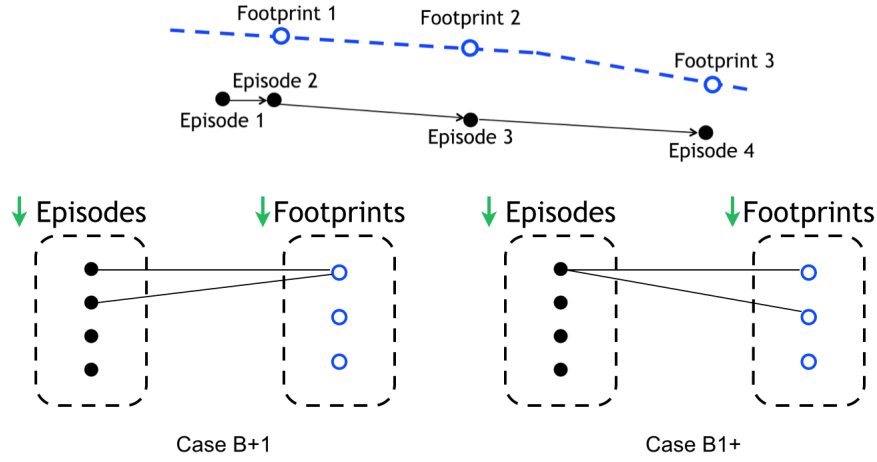 Footprint 1
Footprint 2
Footprint 3
Episode 2
Episode 1
Episode 3
Episode 4
Episodes
Footprints
Episodes
Footprints
Case B+1
Case B1+